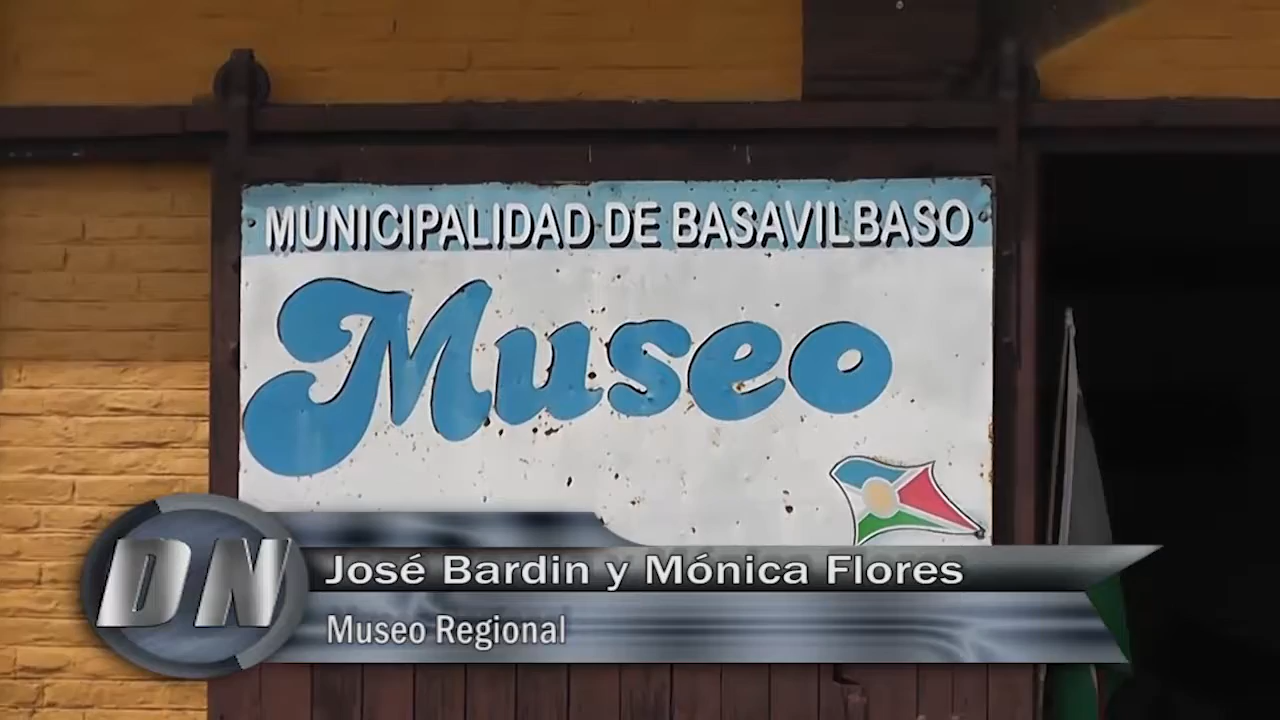 MUNICIPALIDAD DE BASAVILBASO
Museo
DN
José Bardin y Mónica Flores
Museo Regional